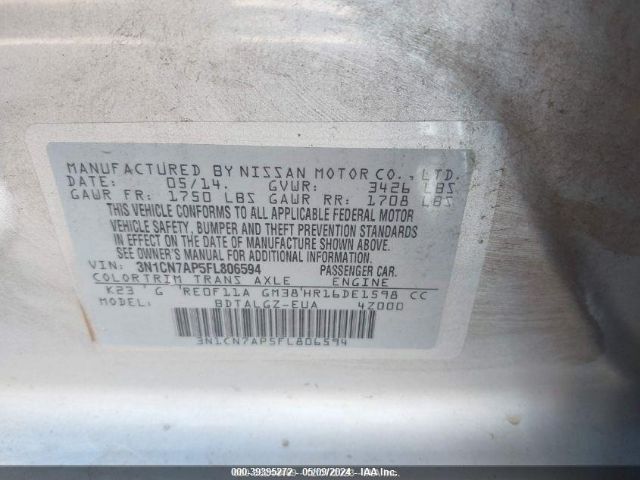 MANUFACTURED BY NISSAN MOTOR CO., LTD.
DATE: 05/14. GVWR: 3426 LBS
GAWR FR: 1750 LBS GAWR RR: 1708 LBS
THIS VEHICLE CONFORMS TO ALL APPLICABLE FEDERAL MOTOR
VEHICLE SAFETY, BUMPER AND THEFT PREVENTION STANDARDS
IN EFFECT ON THE DATE OF MANUFACTURE SHOWN ABOVE.
SEE OWNER'S MANUAL FOR ADDITIONAL INFORMATION.
VIN: 3N1CN7AP5FL806594 PASSENGER CAR.
COLOR TRIM TRANS AXLE ENGINE
K23 G RE0F11A GM38 HR16DE1598 CC
MODEL: BDTALGZ-EUA 4Z000
3N1CN7AP5FL806594
000-39395272 - 05/09/2024 - IAA Inc.